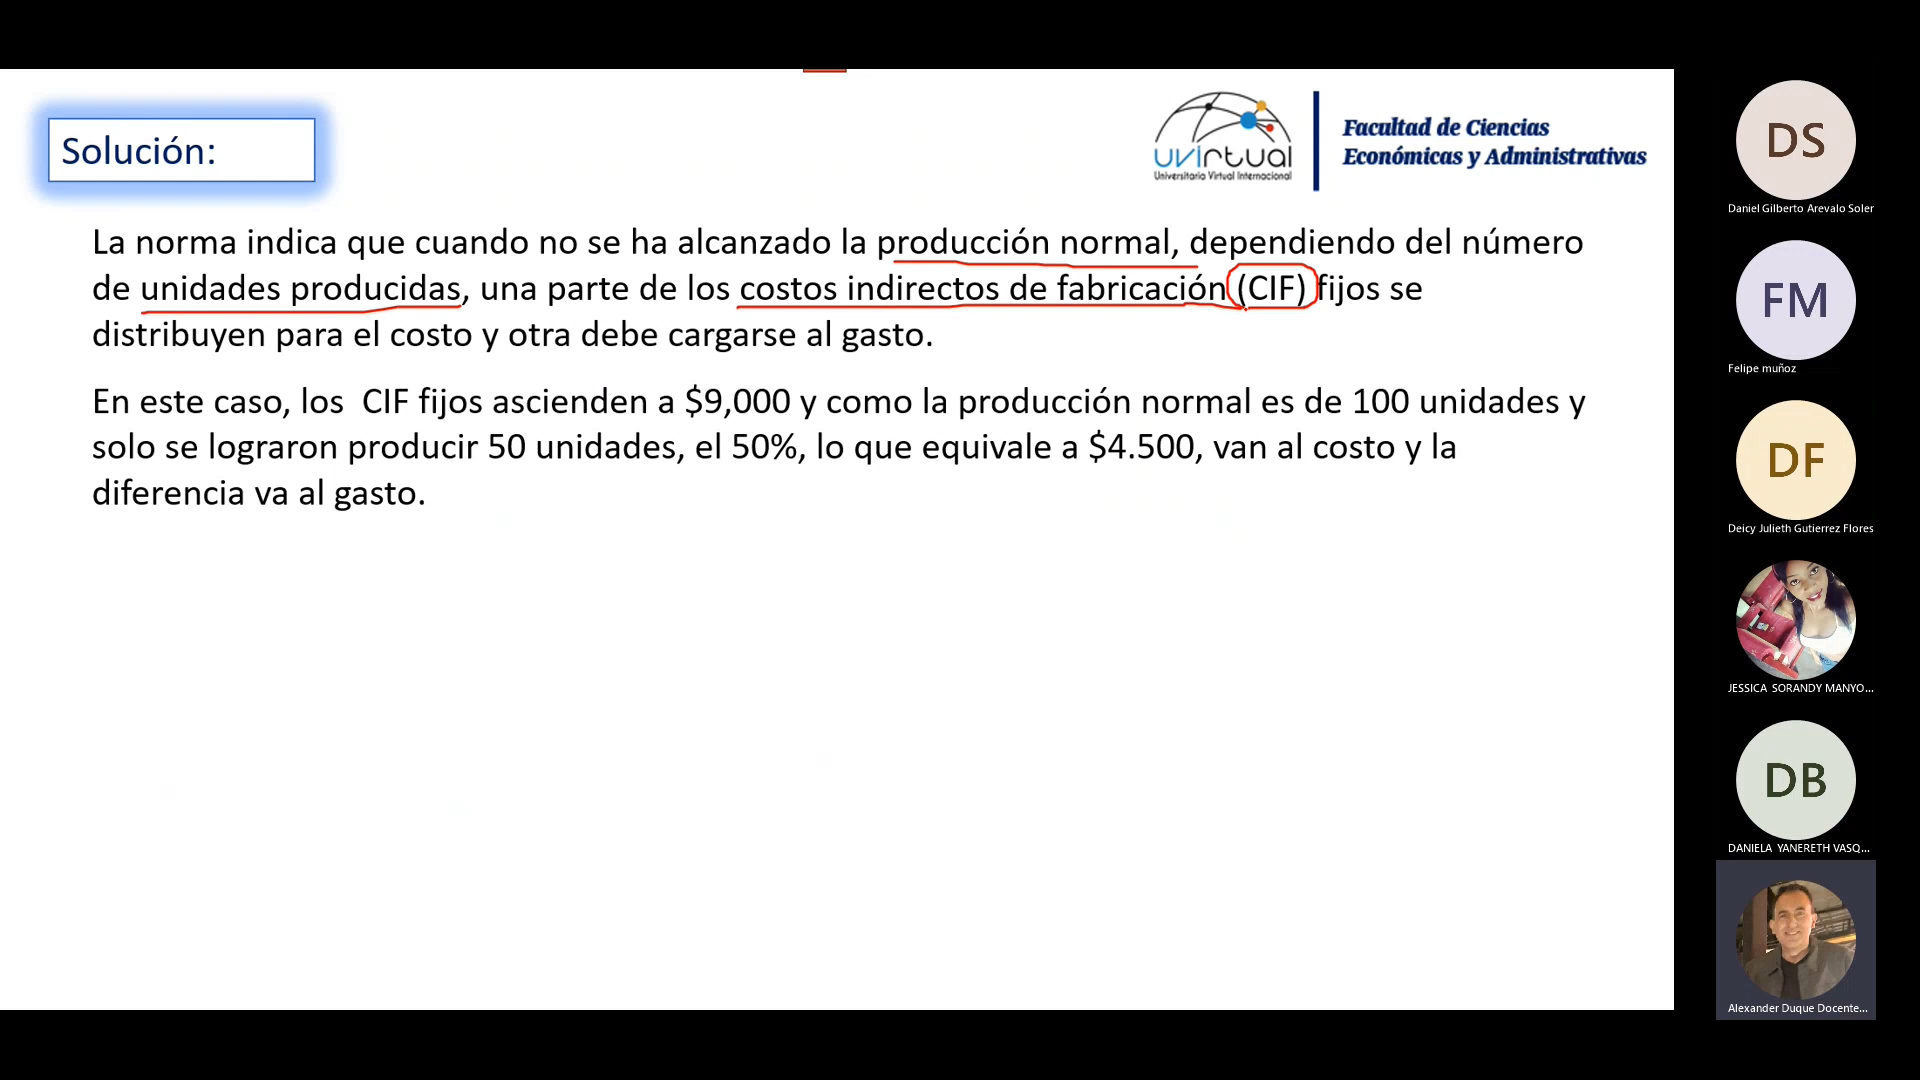 Solución:
uvirtual
Universitaria Virtual Internacional
Facultad de Ciencias
Económicas y Administrativas
La norma indica que cuando no se ha alcanzado la producción normal, dependiendo del número
de unidades producidas, una parte de los costos indirectos de fabricación (CIF) fijos se
distribuyen para el costo y otra debe cargarse al gasto.
En este caso, los CIF fijos ascienden a $9,000 y como la producción normal es de 100 unidades y
solo se lograron producir 50 unidades, el 50%, lo que equivale a $4.500, van al costo y la
diferencia va al gasto.
DS
Daniel Gilberto Arevalo Soler
FM
Felipe muñoz
DF
Deicy Julieth Gutierrez Flores
JESSICA SORANDY MANYO...
DB
DANIELA YANERETH VASQ...
Alexander Duque Docente...